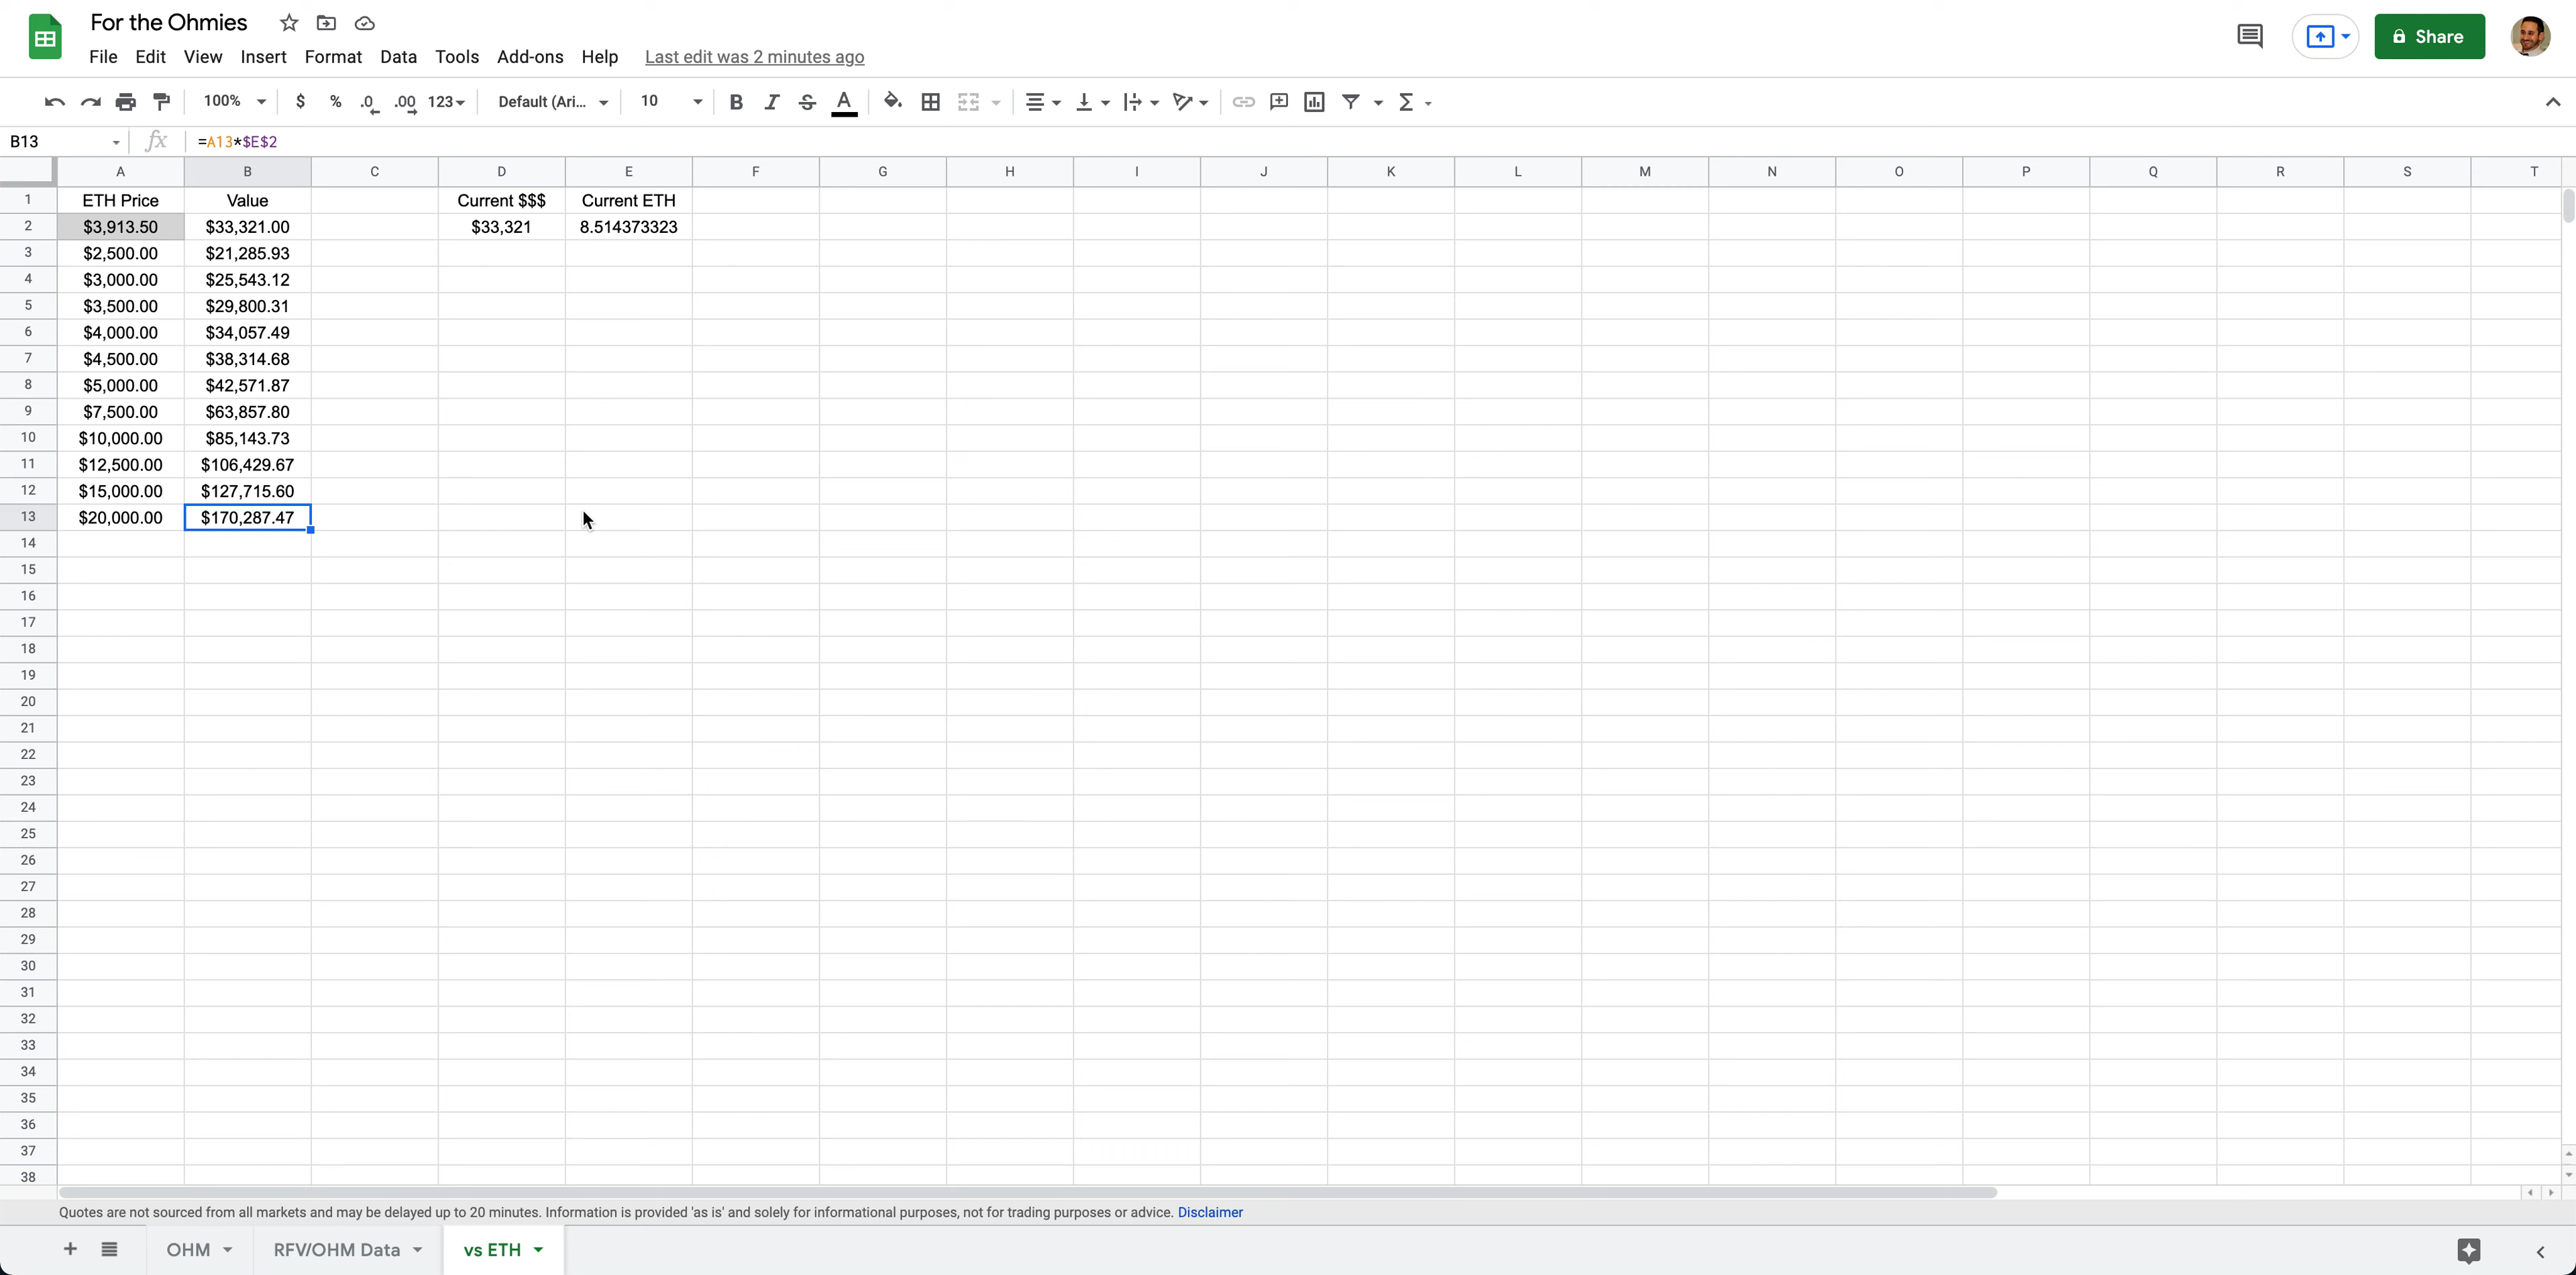 For the Ohmies
File Edit View Insert Format Data Tools Add-ons Help Last edit was 2 minutes ago
Share
100% $ % .0 .00 123 Default (Ari... 10 B I S A
B13 fx =A13*$E$2
A B C D E F G H I J K L M N O P Q R S T
1 ETH Price Value Current $$$ Current ETH
2 $3,913.50 $33,321.00 $33,321 8.514373323
3 $2,500.00 $21,285.93
4 $3,000.00 $25,543.12
5 $3,500.00 $29,800.31
6 $4,000.00 $34,057.49
7 $4,500.00 $38,314.68
8 $5,000.00 $42,571.87
9 $7,500.00 $63,857.80
10 $10,000.00 $85,143.73
11 $12,500.00 $106,429.67
12 $15,000.00 $127,715.60
13 $20,000.00 $170,287.47
14
15
16
17
18
19
20
21
22
23
24
25
26
27
28
29
30
31
32
33
34
35
36
37
38
Quotes are not sourced from all markets and may be delayed up to 20 minutes. Information is provided 'as is' and solely for informational purposes, not for trading purposes or advice. Disclaimer
+ OHM RFV/OHM Data vs ETH